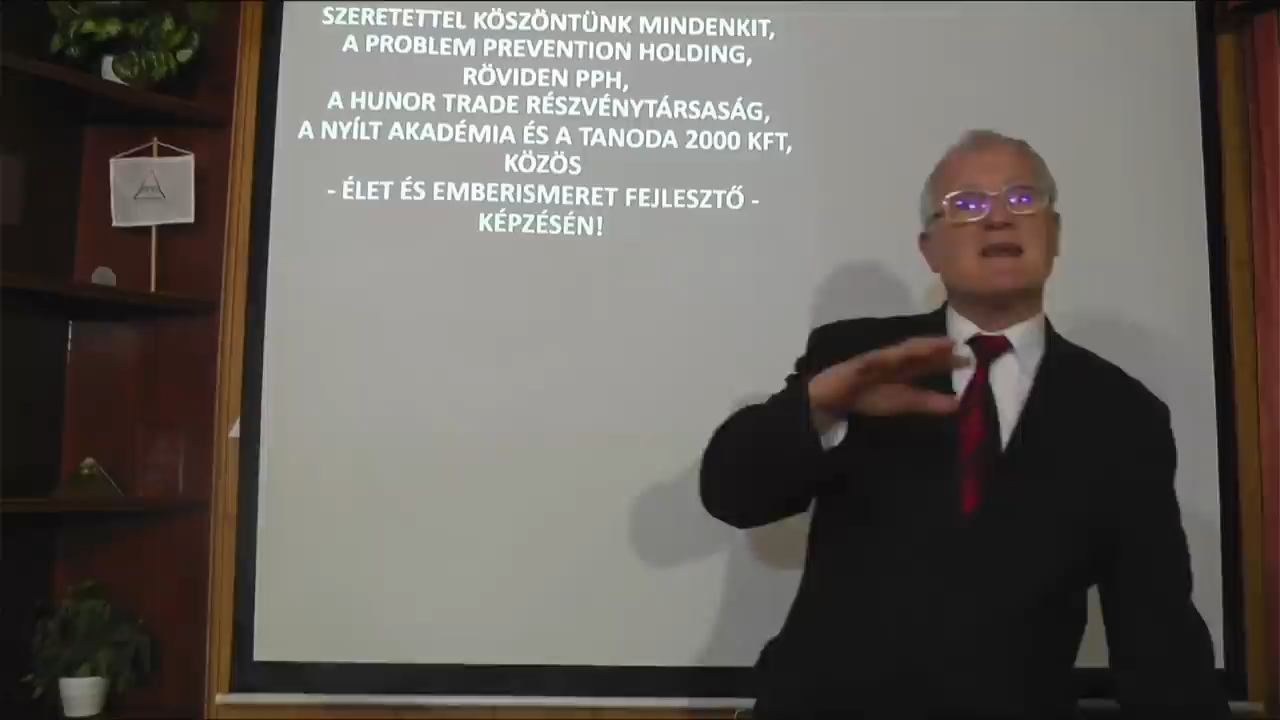 SZERETETTEL KÖSZÖNTÜNK MINDENKIT,
A PROBLEM PREVENTION HOLDING,
RÖVIDEN PPH,
A HUNOR TRADE RÉSZVÉNYTÁRSASÁG,
A NYÍLT AKADÉMIA ÉS A TANODA 2000 KFT,
KÖZÖS
- ÉLET ÉS EMBERISMERET FEJLESZTŐ -
KÉPZÉSÉN!